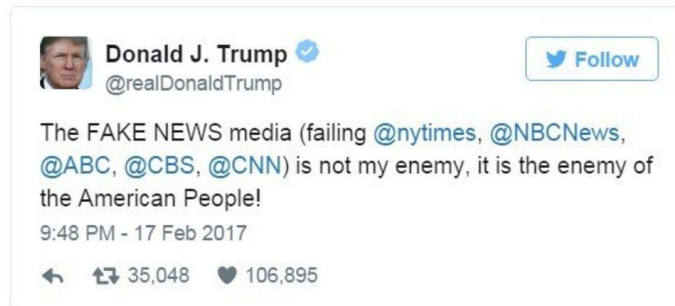 Donald J. Trump
Follow
@realDonaldTrump
The FAKE NEWS media (failing @nytimes, @NBCNews,
@ABC, @CBS, @CNN) is not my enemy, it is the enemy of
the American People!
9:48 PM - 17 Feb 2017
35,048 106,895